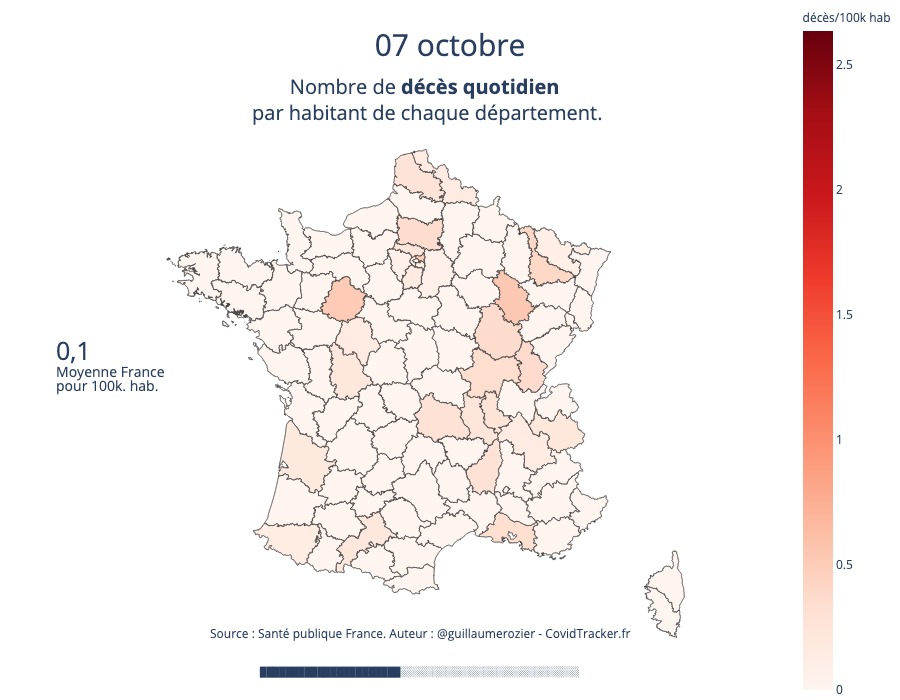 décès/100k hab
07 octobre
Nombre de décès quotidien
par habitant de chaque département.
2.5
2
1.5
1
0.5
0
0,1
Moyenne France
pour 100k. hab.
Source : Santé publique France. Auteur : @guillaumerozier - CovidTracker.fr